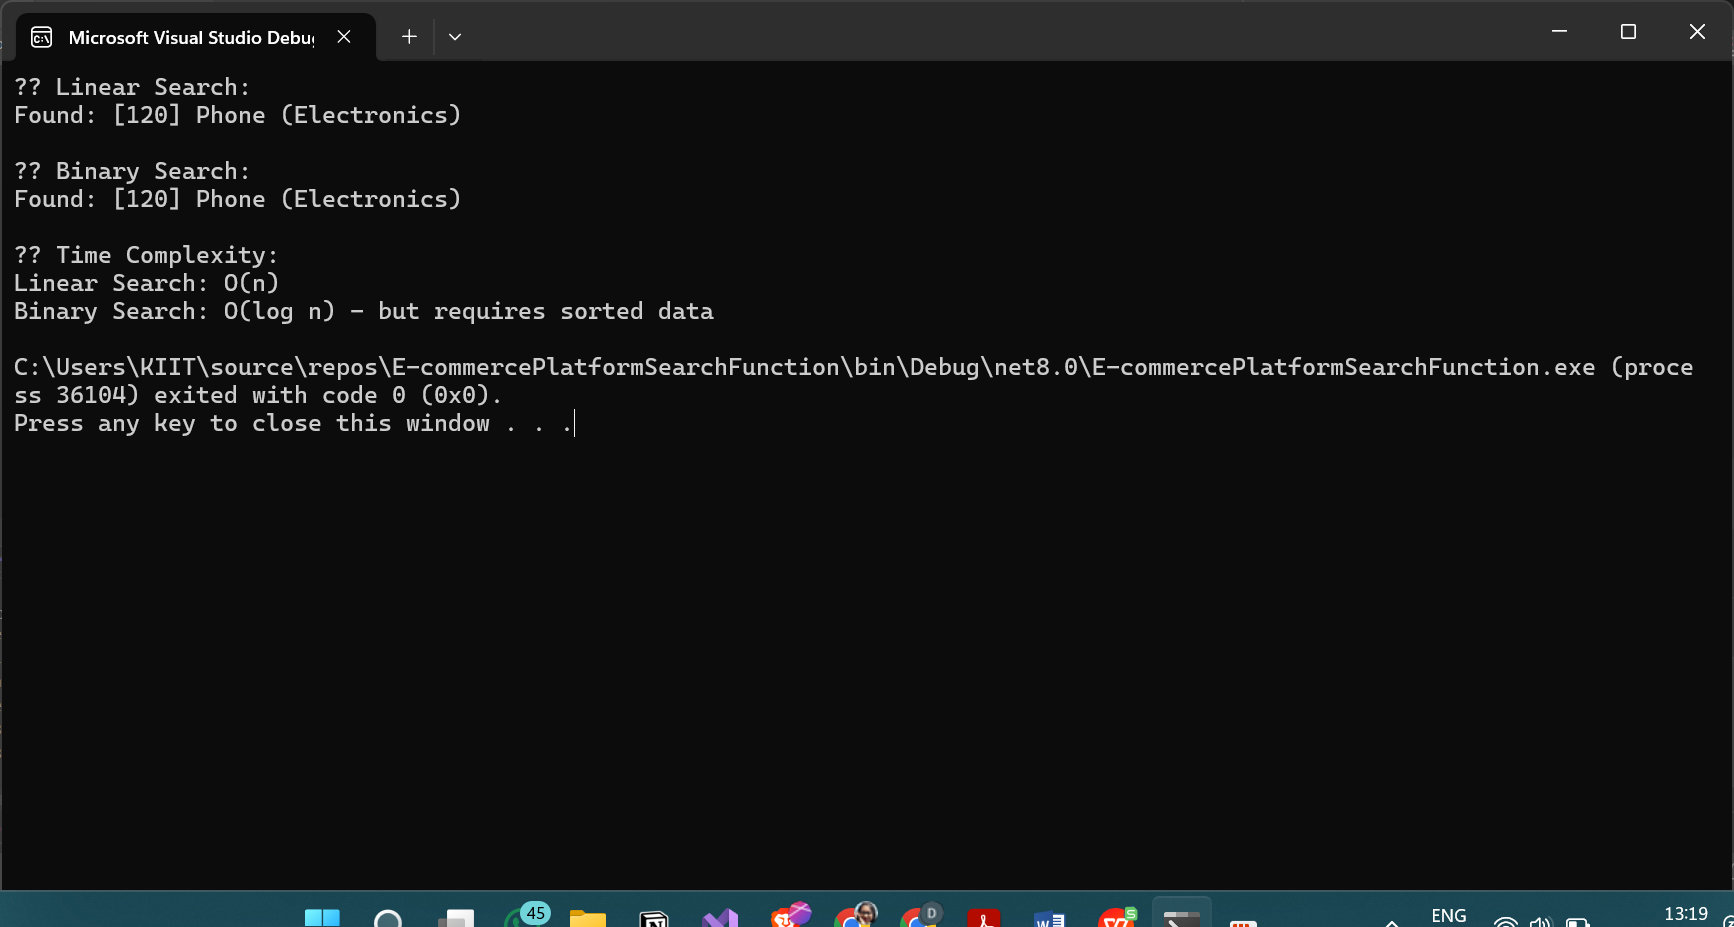 Microsoft Visual Studio Debu
?? Linear Search:
Found: [120] Phone (Electronics)
?? Binary Search:
Found: [120] Phone (Electronics)
?? Time Complexity:
Linear Search: O(n)
Binary Search: O(log n) - but requires sorted data
C:\Users\KIIT\source\repos\E-commercePlatformSearchFunction\bin\Debug\net8.0\E-commercePlatformSearchFunction.exe (proce
ss 36104) exited with code 0 (0x0).
Press any key to close this window . . .
45
D
S
W
ENG
13:19